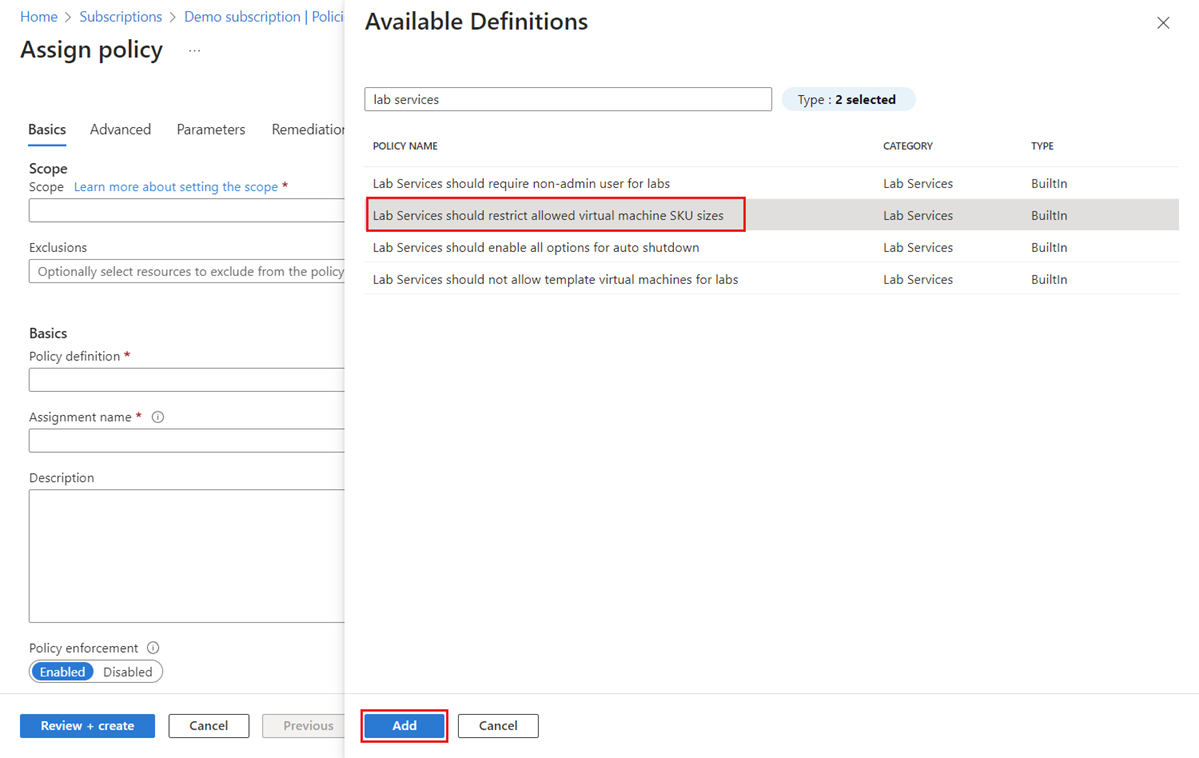 Home > Subscriptions > Demo subscription | Polici
Assign policy ...
Basics Advanced Parameters Remediation
Scope
Scope Learn more about setting the scope *
Exclusions
Optionally select resources to exclude from the policy
Basics
Policy definition *
Assignment name *
Description
Policy enforcement
Enabled Disabled
Review + create Cancel Previous
Available Definitions
lab services Type : 2 selected
POLICY NAME CATEGORY TYPE
Lab Services should require non-admin user for labs Lab Services BuiltIn
Lab Services should restrict allowed virtual machine SKU sizes Lab Services BuiltIn
Lab Services should enable all options for auto shutdown Lab Services BuiltIn
Lab Services should not allow template virtual machines for labs Lab Services BuiltIn
Add Cancel